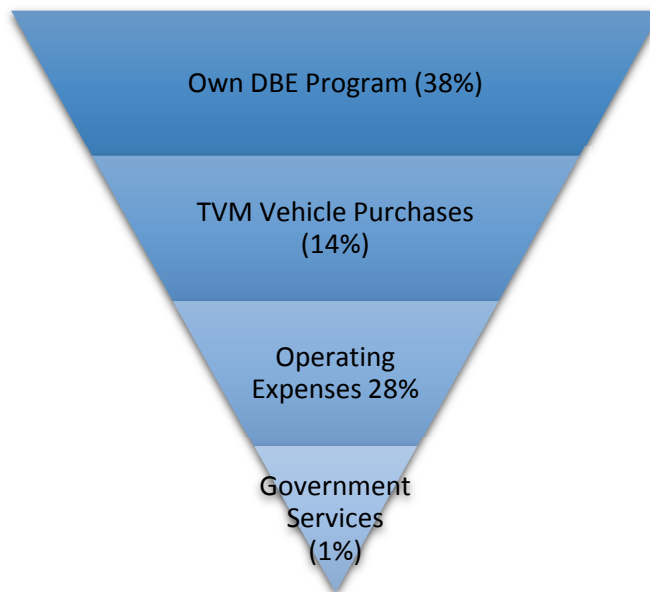 Own DBE Program (38%)
TVM Vehicle Purchases
(14%)
Operating
Expenses 28%
Government
Services
(1%)